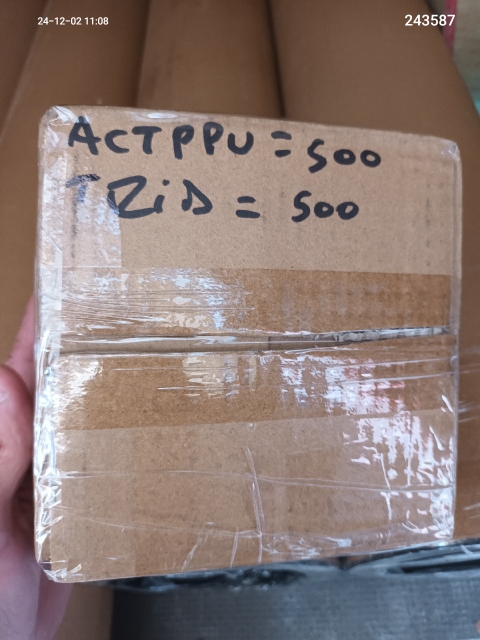 24-12-02 11:08
243587
ACTPPU = 500
TRiD = 500